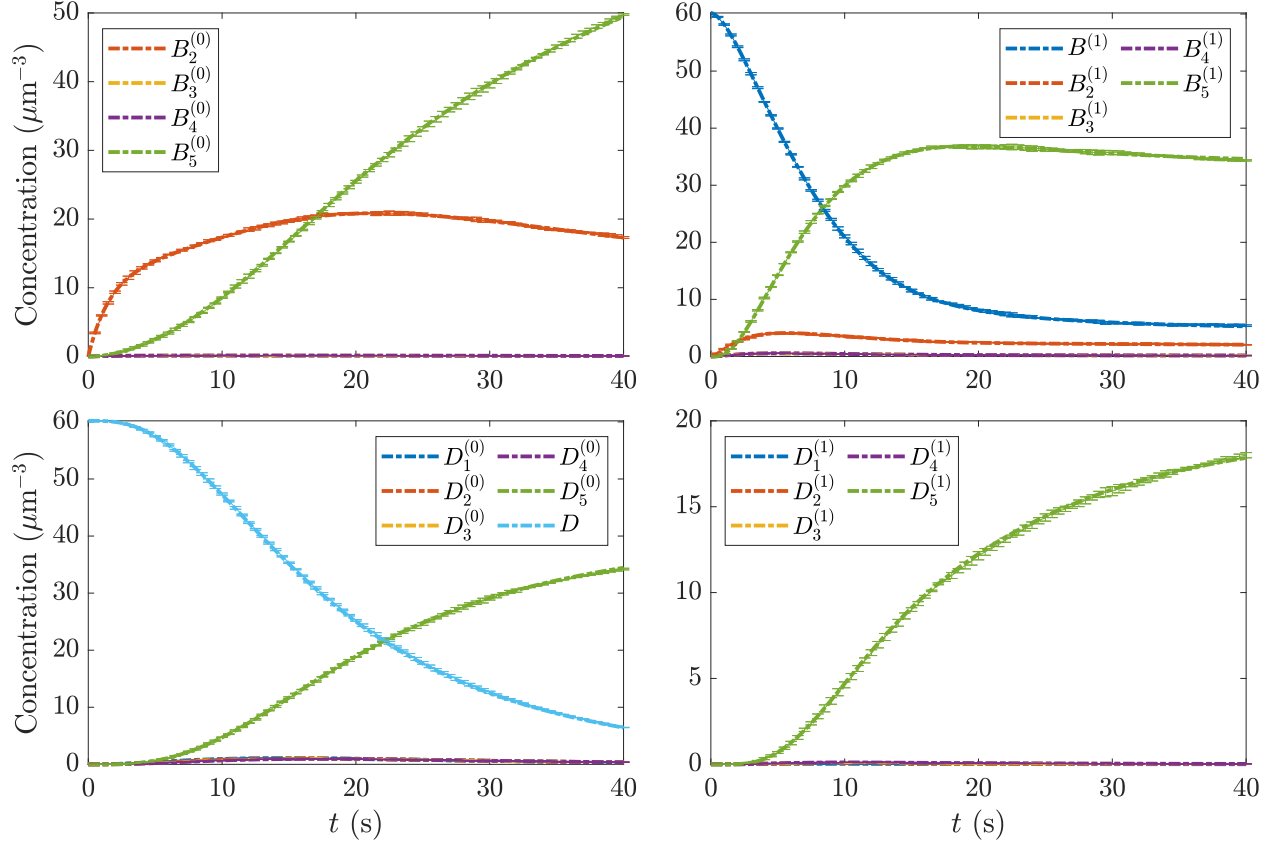 Concentration (μm⁻³)
50
40
30
20
10
0
0 10 20 30 40
B₂⁽⁰⁾
B₃⁽⁰⁾
B₄⁽⁰⁾
B₅⁽⁰⁾
60
50
40
30
20
10
0
0 10 20 30 40
B⁽¹⁾ B₄⁽¹⁾
B₂⁽¹⁾ B₅⁽¹⁾
B₃⁽¹⁾
Concentration (μm⁻³)
60
50
40
30
20
10
0
0 10 20 30 40
t (s)
D₁⁽⁰⁾ D₄⁽⁰⁾
D₂⁽⁰⁾ D₅⁽⁰⁾
D₃⁽⁰⁾ D
20
15
10
5
0
0 10 20 30 40
t (s)
D₁⁽¹⁾ D₄⁽¹⁾
D₂⁽¹⁾ D₅⁽¹⁾
D₃⁽¹⁾